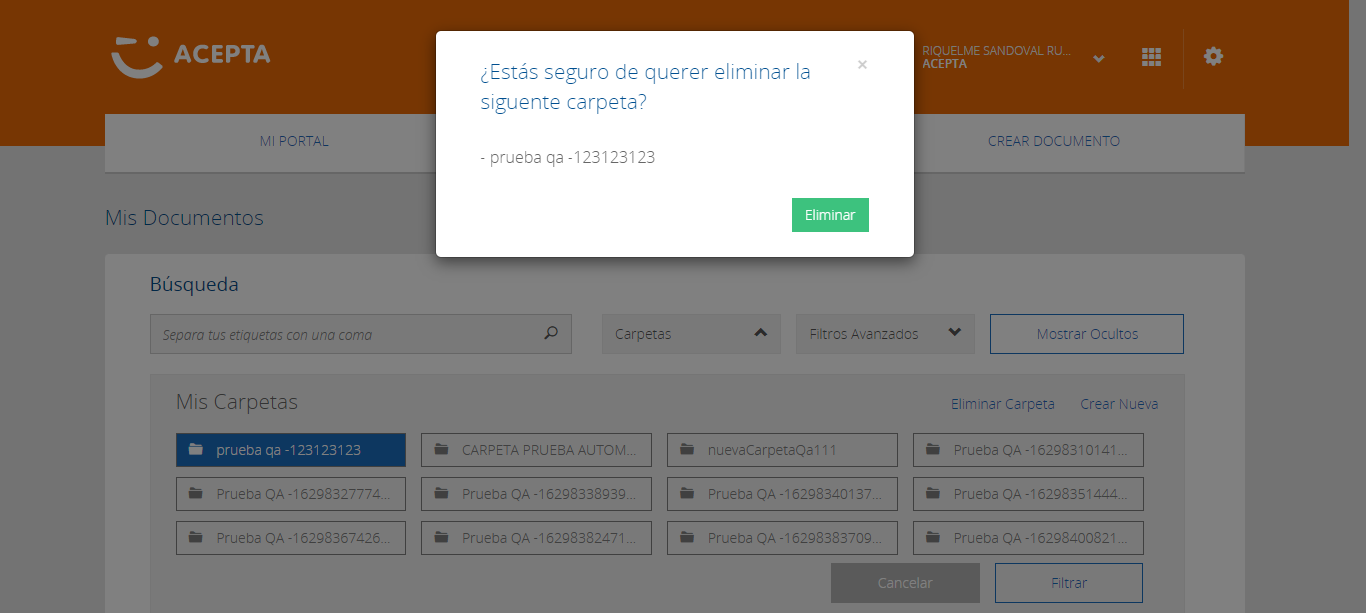 ACEPTA
RIQUELME SANDOVAL RU...
ACEPTA
¿Estás seguro de querer eliminar la
siguente carpeta?
×
- prueba qa -123123123
Eliminar
MI PORTAL
CREAR DOCUMENTO
Mis Documentos
Búsqueda
Separa tus etiquetas con una coma
Carpetas
Filtros Avanzados
Mostrar Ocultos
Mis Carpetas
Eliminar Carpeta
Crear Nueva
prueba qa -123123123
CARPETA PRUEBA AUTOM...
nuevaCarpetaQa111
Prueba QA -16298310141...
Prueba QA -16298327774...
Prueba QA -16298338939...
Prueba QA -16298340137...
Prueba QA -16298351444...
Prueba QA -16298367426...
Prueba QA -16298382471...
Prueba QA -16298383709...
Prueba QA -16298400821...
Cancelar
Filtrar